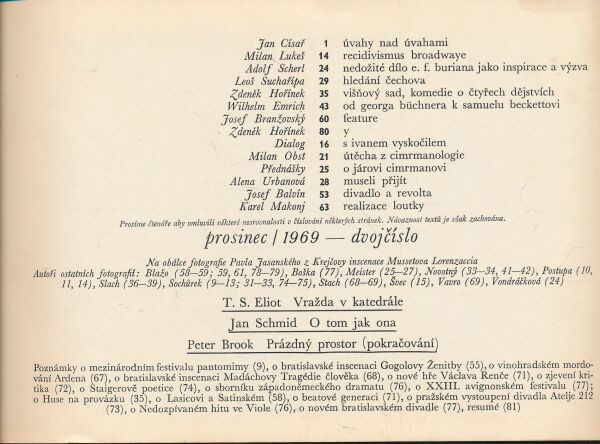 Jan Císař 1 úvahy nad úvahami
Milan Lukeš 14 recidivismus broadwaye
Adolf Scherl 24 nedožité dílo e. f. buriana jako inspirace a výzva
Leoš Suchařípa 29 hledání čechova
Zdeněk Hořínek 35 višňový sad, komedie o čtyřech dějstvích
Wilhelm Emrich 43 od georga büchnera k samuelu beckettovi
Josef Branžovský 60 feature
Zdeněk Hořínek 80 y
Dialog 16 s ivanem vyskočilem
Milan Obst 21 útěcha z cimrmanologie
Přednášky 25 o járovi cimrmanovi
Alena Urbanová 28 museli přijít
Josef Balvín 53 divadlo a revolta
Karel Makonj 63 realizace loutky
Prosíme čtenáře aby omluvili některé nesrovnalosti v číslování některých stránek. Návaznost textů je však zachována.
prosinec / 1969 — dvojčíslo
Na obálce fotografie Pavla Jasanského z Krejčovy inscenace Mussetova Lorenzaccia
Autoři ostatních fotografií: Blažo (58—59; 59, 61, 78—79), Boška (77), Meister (25—27), Novotný (33—34, 41—42), Postupa (10,
11, 14), Slach (36—39), Sochůrek (9—13; 31—33, 74—75), Stach (68—69), Švec (15), Vavro (69), Vondráčková (24)
T. S. Eliot Vražda v katedrále
Jan Schmid O tom jak ona
Peter Brook Prázdný prostor (pokračování)
Poznámky o mezinárodním festivalu pantomimy (9), o bratislavské inscenaci Gogolovy Ženitby (55), o vinohradském mordo-
vání Ardena (67), o bratislavské inscenaci Madáchovy Tragédie člověka (68), o nové hře Václava Renče (71), o zjevení kri-
tika (72), o Staigerově poetice (74), o sborníku západoněmeckého dramatu (76), o XXIII. avignonském festivalu (77);
o Huse na provázku (35), o Lasicovi a Satinském (58), o beatové generaci (71), o pražském vystoupení divadla Atelje 212
(73), o Nedozpívaném hitu ve Viole (76), o novém bratislavském divadle (77), resumé (81)